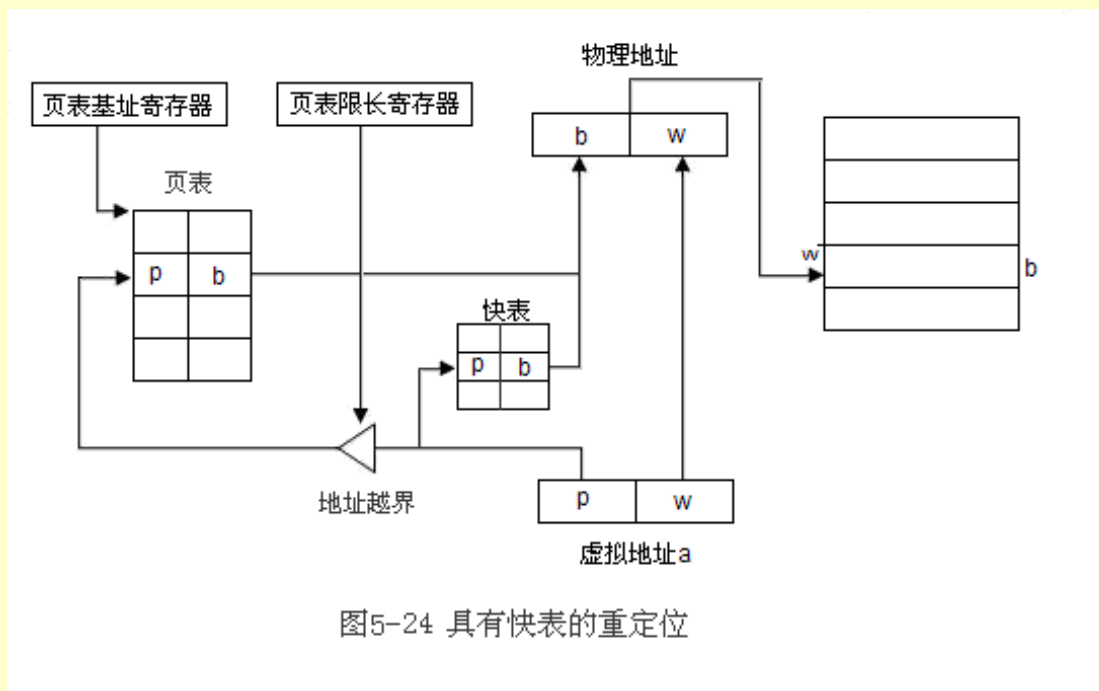 物理地址
页表基址寄存器
页表限长寄存器
b w
页表
p b
w
b
快表
p b
地址越界
p w
虚拟地址a
图5-24 具有快表的重定位